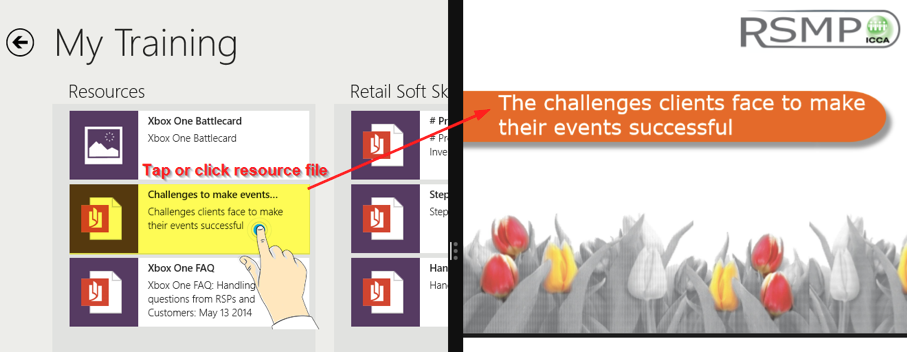 My Training
Resources
Xbox One Battlecard
Xbox One Battlecard
Tap or click resource file
Challenges to make events...
Challenges clients face to make
their events successful
Xbox One FAQ
Xbox One FAQ: Handling
questions from RSPs and
Customers: May 13 2014
Retail Soft Sk
# Pr
# Pro
Inve
Step
Step
Han
Hand
RSMP
ICCA
The challenges clients face to make
their events successful